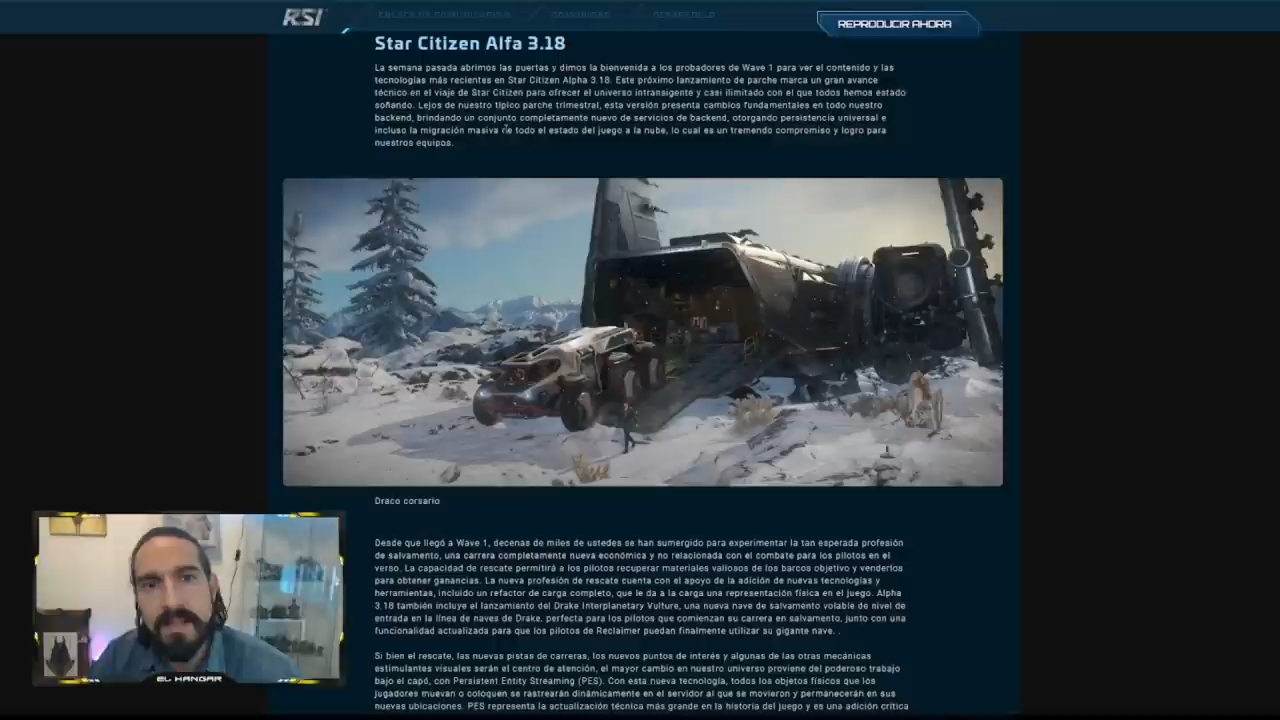 RSI
ENLACE DE COMUNICACIÓN
COMUNIDAD
DESARROLLO
REPRODUCIR AHORA
Star Citizen Alfa 3.18
La semana pasada abrimos las puertas y dimos la bienvenida a los probadores de Wave 1 para ver el contenido y las
tecnologías más recientes en Star Citizen Alpha 3.18. Este próximo lanzamiento de parche marca un gran avance
técnico en el viaje de Star Citizen para ofrecer el universo intransigente y casi ilimitado con el que todos hemos estado
soñando. Lejos de nuestro típico parche trimestral, esta versión presenta cambios fundamentales en todo nuestro
backend, brindando un conjunto completamente nuevo de servicios de backend, otorgando persistencia universal e
incluso la migración masiva de todo el estado del juego a la nube, lo cual es un tremendo compromiso y logro para
nuestros equipos.
Draco corsario
Desde que llegó a Wave 1, decenas de miles de ustedes se han sumergido para experimentar la tan esperada profesión
de salvamento, una carrera completamente nueva económica y no relacionada con el combate para los pilotos en el
verso. La capacidad de rescate permitirá a los pilotos recuperar materiales valiosos de los barcos objetivo y venderlos
para obtener ganancias. La nueva profesión de rescate cuenta con el apoyo de la adición de nuevas tecnologías y
herramientas, incluido un refactor de carga completo, que le da a la carga una representación física en el juego. Alpha
3.18 también incluye el lanzamiento del Drake Interplanetary Vulture, una nueva nave de salvamento volable de nivel de
entrada en la línea de naves de Drake, perfecta para los pilotos que comienzan su carrera en salvamento, junto con una
funcionalidad actualizada para que los pilotos de Reclaimer puedan finalmente utilizar su gigante nave. .
Si bien el rescate, las nuevas pistas de carreras, los nuevos puntos de interés y algunas de las otras mecánicas
estimulantes visuales serán el centro de atención, el mayor cambio en nuestro universo proviene del poderoso trabajo
bajo el capó, con Persistent Entity Streaming (PES). Con esta nueva tecnología, todos los objetos físicos que los
jugadores muevan o coloquen se rastrearán dinámicamente en el servidor al que se movieron y permanecerán en sus
nuevas ubicaciones. PES representa la actualización técnica más grande en la historia del juego y es una adición crítica
EL HANGAR